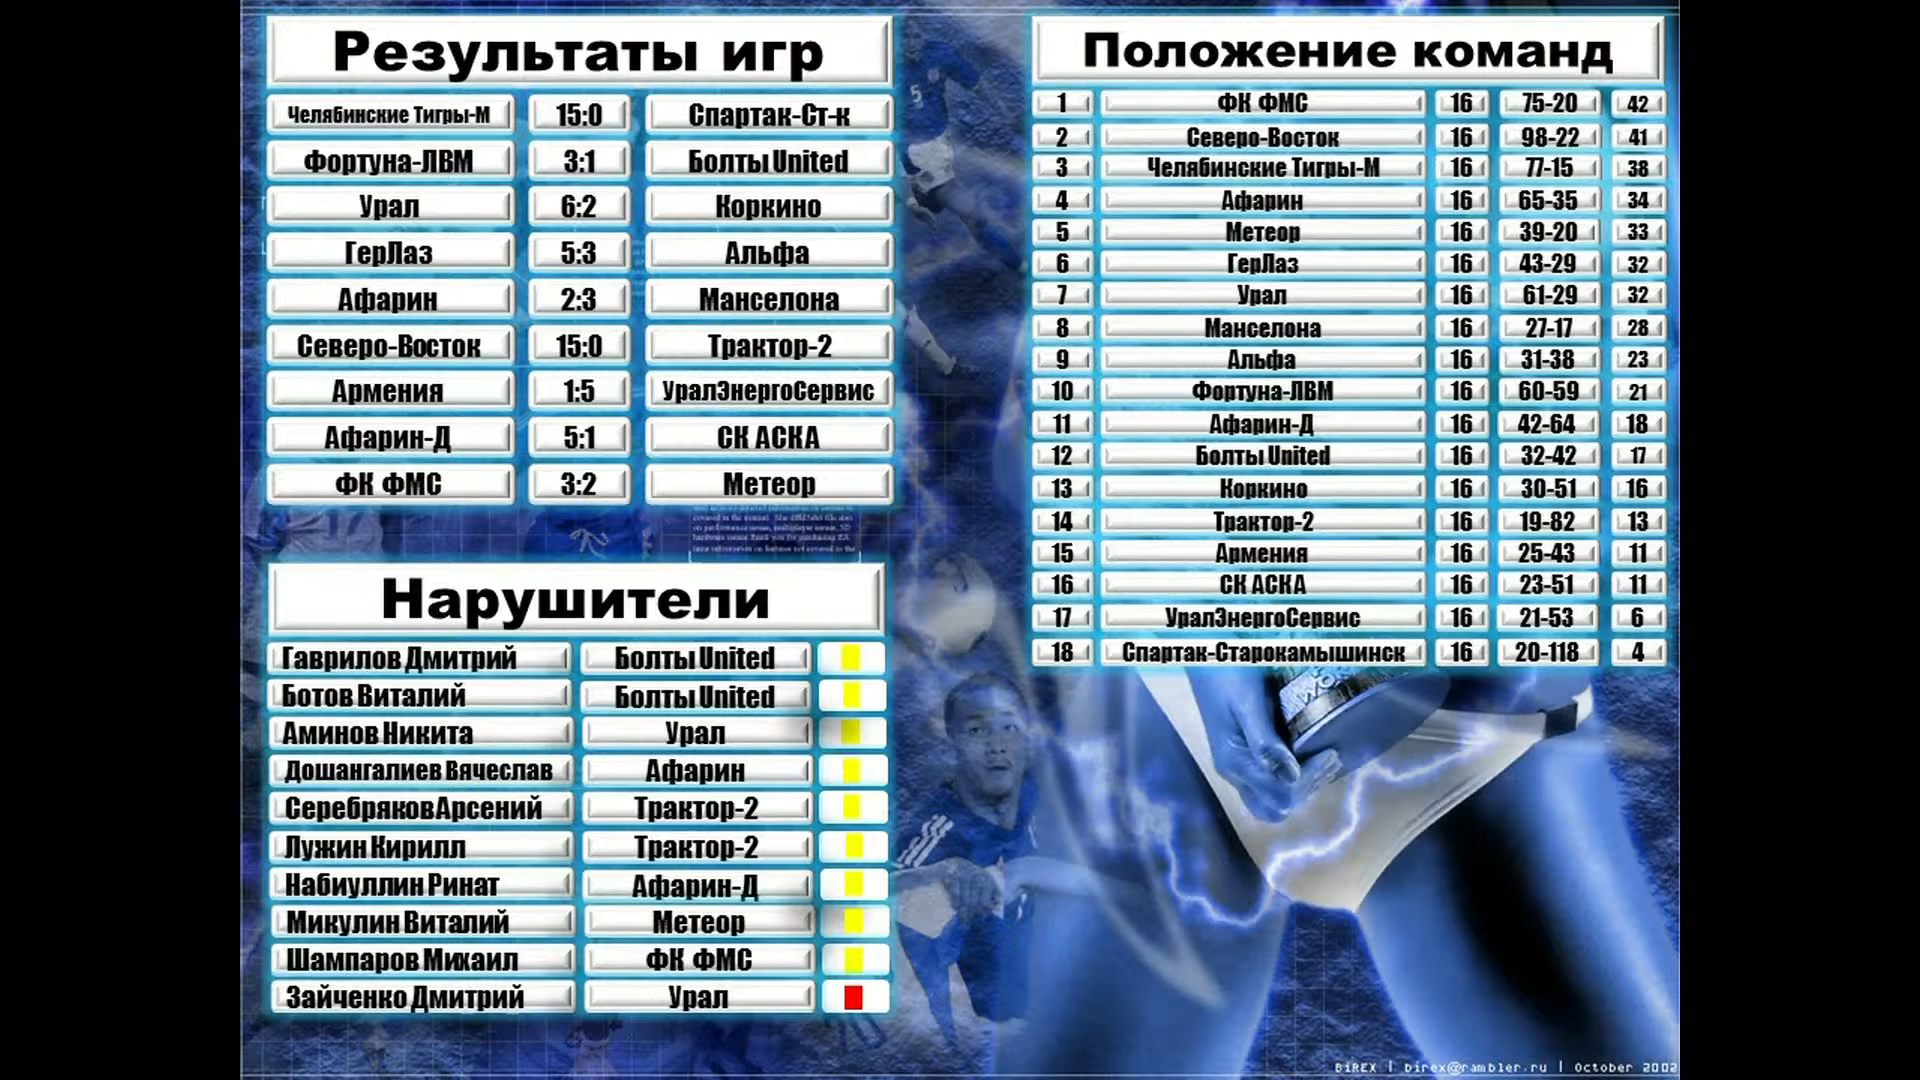 Результаты игр
Челябинские Тигры-М 15:0 Спартак-Ст-к
Фортуна-ЛВМ 3:1 Болты United
Урал 6:2 Коркино
ГерЛаз 5:3 Альфа
Афарин 2:3 Манселона
Северо-Восток 15:0 Трактор-2
Армения 1:5 УралЭнергоСервис
Афарин-Д 5:1 СК АСКА
ФК ФМС 3:2 Метеор
Нарушители
Гаврилов Дмитрий Болты United
Ботов Виталий Болты United
Аминов Никита Урал
Дошангалиев Вячеслав Афарин
Серебряков Арсений Трактор-2
Лужин Кирилл Трактор-2
Набиуллин Ринат Афарин-Д
Микулин Виталий Метеор
Шампаров Михаил ФК ФМС
Зайченко Дмитрий Урал
Положение команд
1 ФК ФМС 16 75-20 42
2 Северо-Восток 16 98-22 41
3 Челябинские Тигры-М 16 77-15 38
4 Афарин 16 65-35 34
5 Метеор 16 39-20 33
6 ГерЛаз 16 43-29 32
7 Урал 16 61-29 32
8 Манселона 16 27-17 28
9 Альфа 16 31-38 23
10 Фортуна-ЛВМ 16 60-59 21
11 Афарин-Д 16 42-64 18
12 Болты United 16 32-42 17
13 Коркино 16 30-51 16
14 Трактор-2 16 19-82 13
15 Армения 16 25-43 11
16 СК АСКА 16 23-51 11
17 УралЭнергоСервис 16 21-53 6
18 Спартак-Старокамышинск 16 20-118 4
5
BiREX | birex@rambler.ru | October 2002